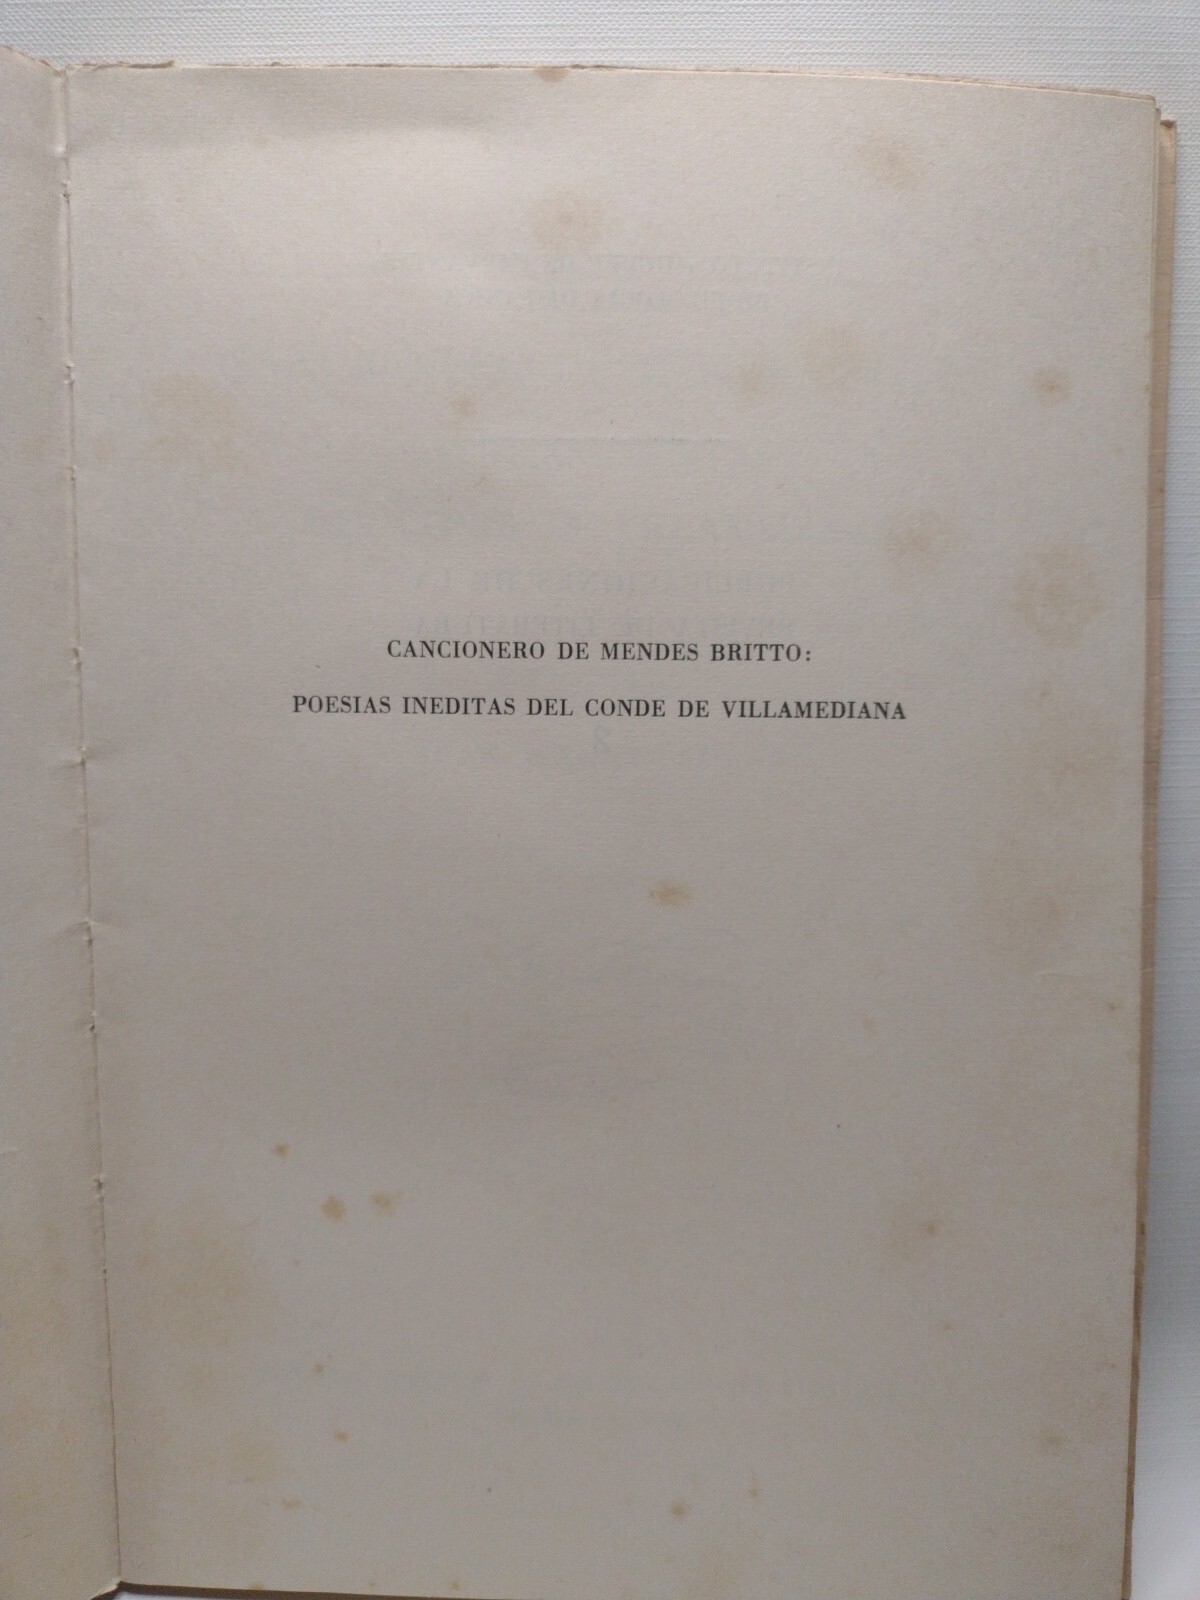 CANCIONERO DE MENDES BRITTO:
POESIAS INEDITAS DEL CONDE DE VILLAMEDIANA